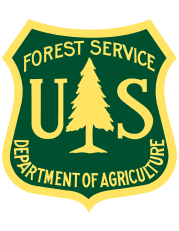 FOREST SERVICE
U S
DEPARTMENT OF AGRICULTURE